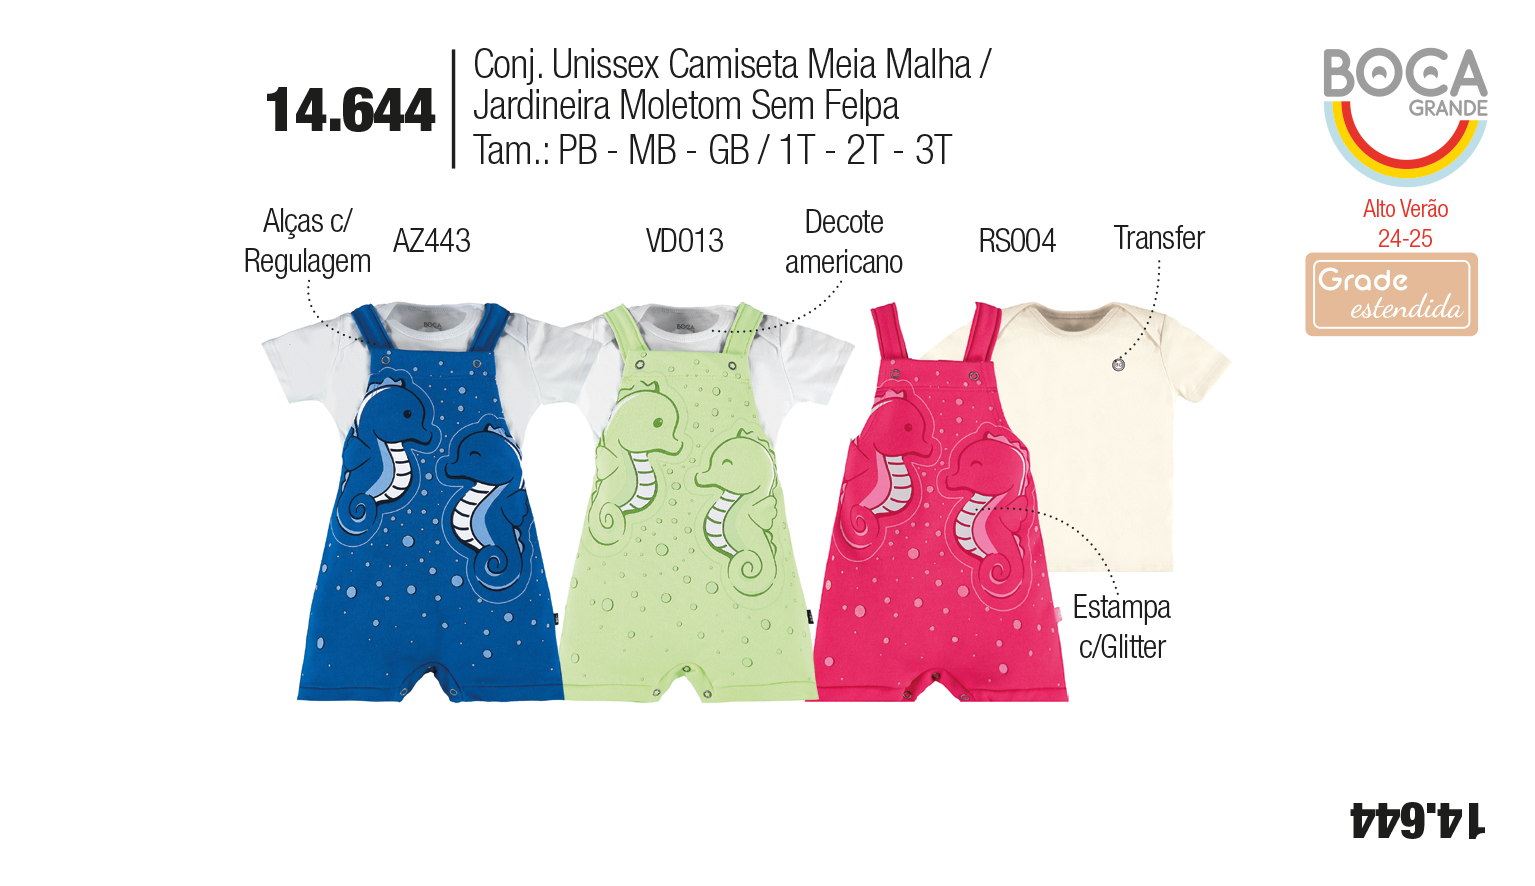 14.644
Conj. Unissex Camiseta Meia Malha /
Jardineira Moletom Sem Felpa
Tam.: PB - MB - GB / 1T - 2T - 3T
BOCA
GRANDE
Alto Verão
24-25
Grade
estendida
Alças c/
Regulagem
AZ443
VD013
Decote
americano
RS004
Transfer
BOCA
BOCA
Estampa
c/Glitter
14.644